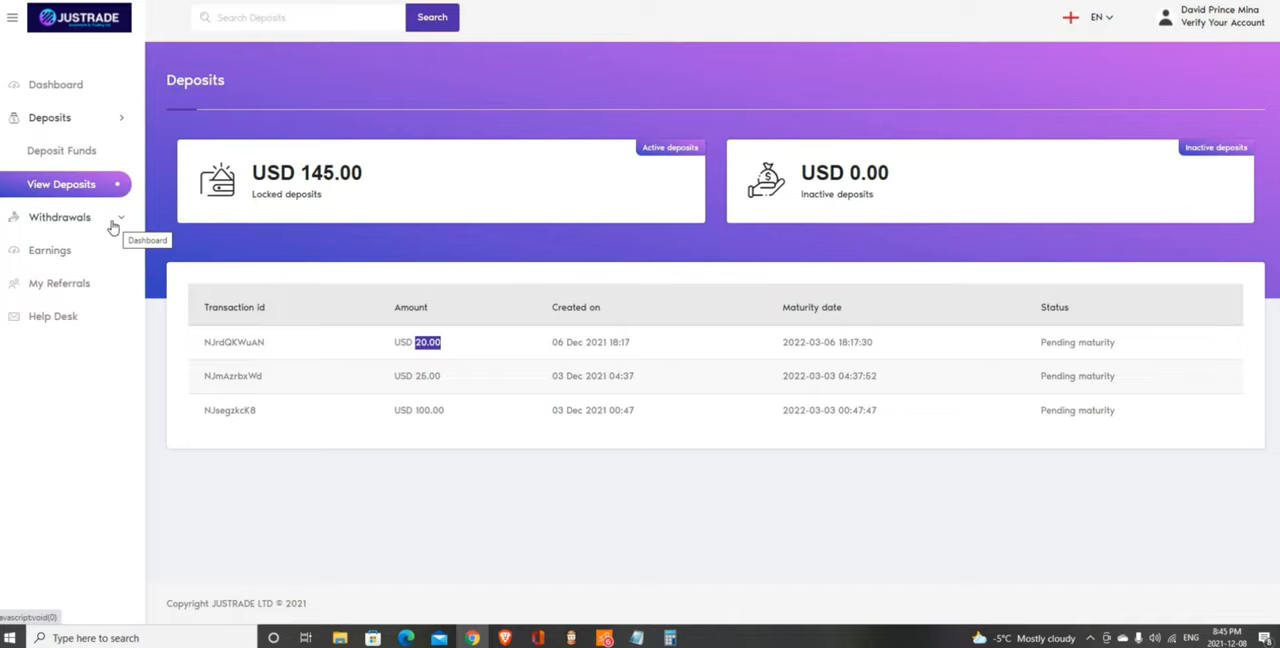 JUSTRADE
Search Deposits
Search
EN
David Prince Mina
Verify Your Account
Dashboard
Deposits
Deposit Funds
View Deposits
Withdrawals
Dashboard
Earnings
My Referrals
Help Desk
Deposits
Active deposits
USD 145.00
Locked deposits
Inactive deposits
USD 0.00
Inactive deposits
Transaction id Amount Created on Maturity date Status
NJrdQKWuAN USD 20.00 06 Dec 2021 18:17 2022-03-06 18:17:30 Pending maturity
NJmAzrbxWd USD 25.00 03 Dec 2021 04:37 2022-03-03 04:37:52 Pending maturity
NJsegzkcK8 USD 100.00 03 Dec 2021 00:47 2022-03-03 00:47:47 Pending maturity
Copyright JUSTRADE LTD © 2021
avascript:void(0)
Type here to search
6
-5°C Mostly cloudy
ENG
8:45 PM
2021-12-08